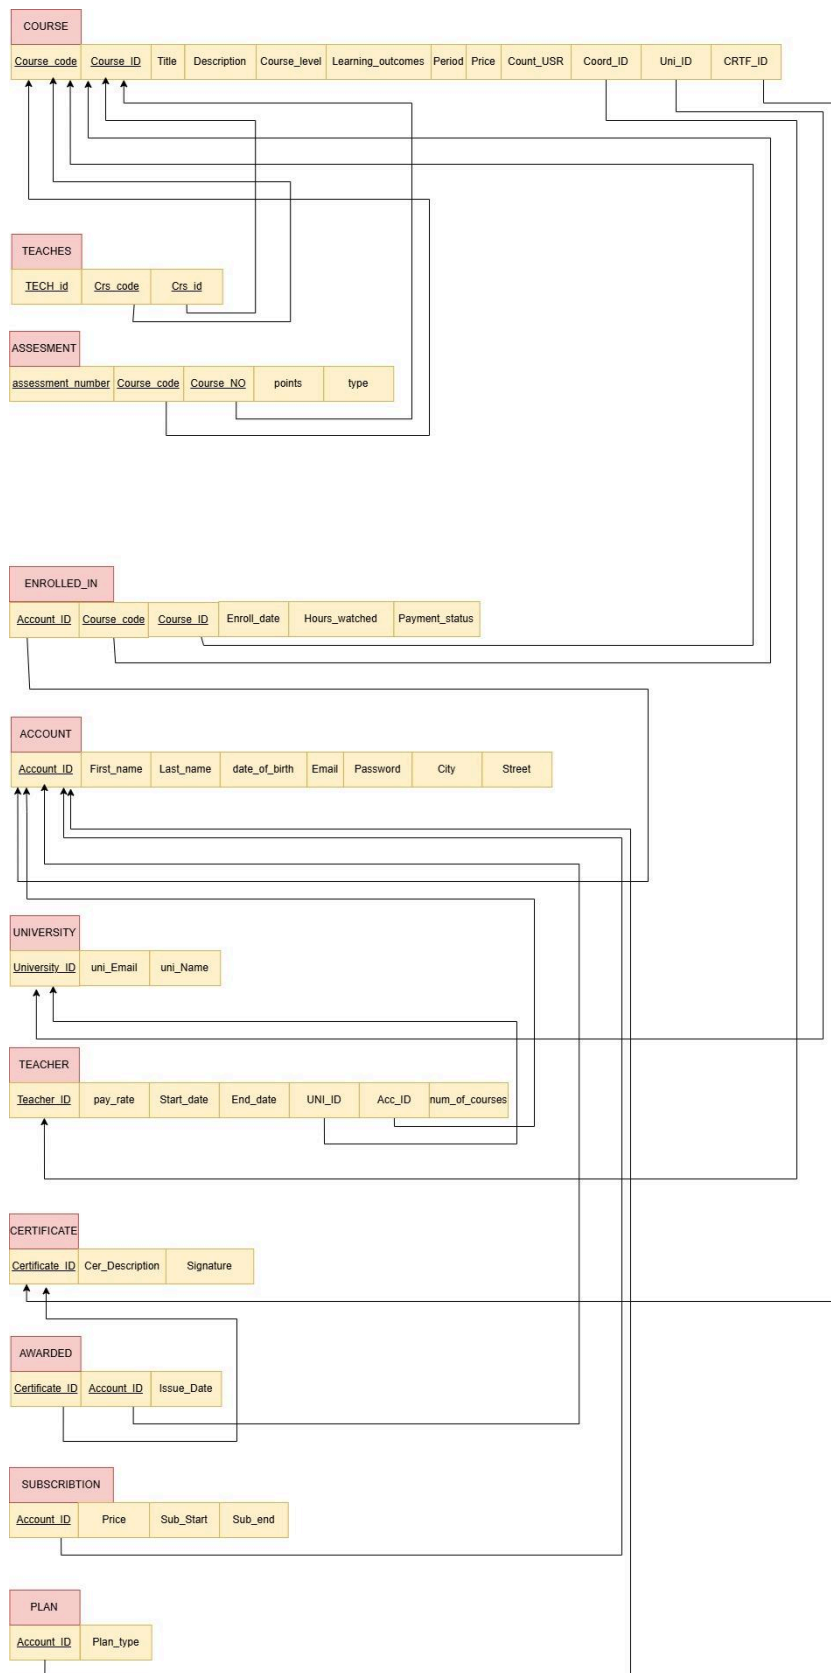 COURSE
Course_code Course_ID Title Description Course_level Learning_outcomes Period Price Count_USR Coord_ID Uni_ID CRTF_ID
TEACHES
TECH_id Crs_code Crs_id
ASSESMENT
assessment_number Course_code Course_NO points type
ENROLLED_IN
Account_ID Course_code Course_ID Enroll_date Hours_watched Payment_status
ACCOUNT
Account_ID First_name Last_name date_of_birth Email Password City Street
UNIVERSITY
University_ID uni_Email uni_Name
TEACHER
Teacher_ID pay_rate Start_date End_date UNI_ID Acc_ID num_of_courses
CERTIFICATE
Certificate_ID Cer_Description Signature
AWARDED
Certificate_ID Account_ID Issue_Date
SUBSCRIBTION
Account_ID Price Sub_Start Sub_end
PLAN
Account_ID Plan_type